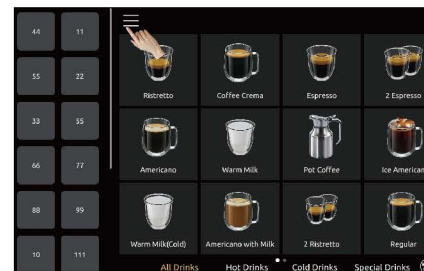 44 11
55 22
33 55
66 77
88 99
10 111
Ristretto Coffee Crema Espresso 2 Espresso
Americano Warm Milk Pot Coffee Ice American
Warm Milk(Cold) Americano with Milk 2 Ristretto Regular
All Drinks Hot Drinks Cold Drinks Special Drinks